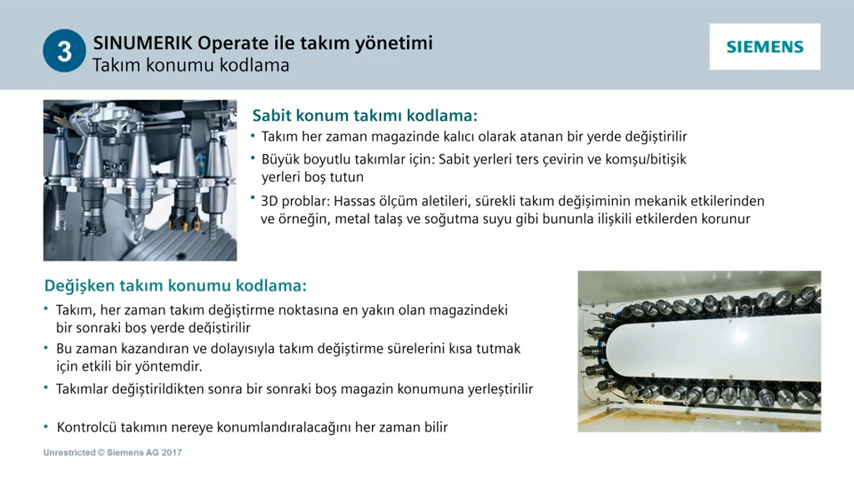 3
SINUMERIK Operate ile takım yönetimi
Takım konumu kodlama
SIEMENS
Sabit konum takımı kodlama:
• Takım her zaman magazinde kalıcı olarak atanan bir yerde değiştirilir
• Büyük boyutlu takımlar için: Sabit yerleri ters çevirin ve komşu/bitişik
yerleri boş tutun
• 3D problar: Hassas ölçüm aletileri, sürekli takım değişiminin mekanik etkilerinden
ve örneğin, metal talaş ve soğutma suyu gibi bununla ilişkili etkilerden korunur
Değişken takım konumu kodlama:
• Takım, her zaman takım değiştirme noktasına en yakın olan magazindeki
bir sonraki boş yerde değiştirilir
• Bu zaman kazandıran ve dolayısıyla takım değiştirme sürelerini kısa tutmak
için etkili bir yöntemdir.
• Takımlar değiştirildikten sonra bir sonraki boş magazin konumuna yerleştirilir
• Kontrolcü takımın nereye konumlandıralacağını her zaman bilir
Unrestricted © Siemens AG 2017